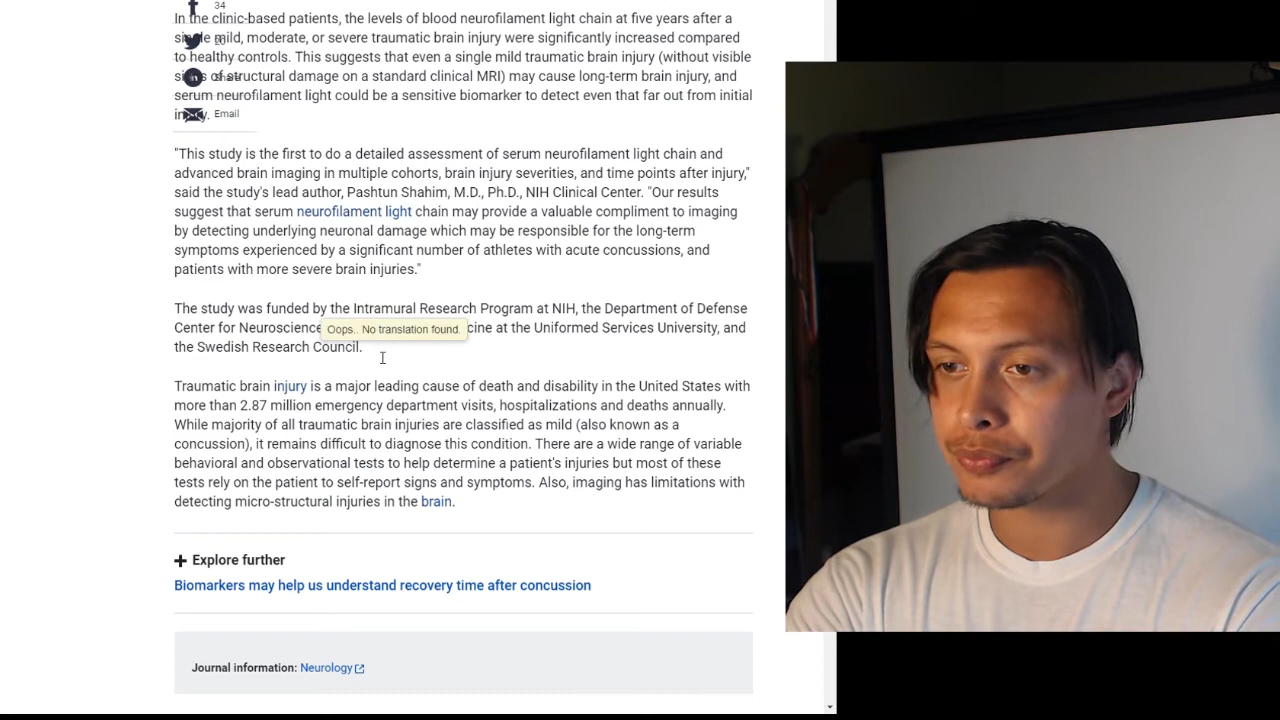 34
In the clinic-based patients, the levels of blood neurofilament light chain at five years after a
single mild, moderate, or severe traumatic brain injury were significantly increased compared
to healthy controls. This suggests that even a single mild traumatic brain injury (without visible
signs of structural damage on a standard clinical MRI) may cause long-term brain injury, and
serum neurofilament light could be a sensitive biomarker to detect even that far out from initial
injury.
Email
"This study is the first to do a detailed assessment of serum neurofilament light chain and
advanced brain imaging in multiple cohorts, brain injury severities, and time points after injury,"
said the study's lead author, Pashtun Shahim, M.D., Ph.D., NIH Clinical Center. "Our results
suggest that serum neurofilament light chain may provide a valuable compliment to imaging
by detecting underlying neuronal damage which may be responsible for the long-term
symptoms experienced by a significant number of athletes with acute concussions, and
patients with more severe brain injuries."
The study was funded by the Intramural Research Program at NIH, the Department of Defense
Center for Neuroscience
Oops.. No translation found.
cine at the Uniformed Services University, and
the Swedish Research Council.
Traumatic brain injury is a major leading cause of death and disability in the United States with
more than 2.87 million emergency department visits, hospitalizations and deaths annually.
While majority of all traumatic brain injuries are classified as mild (also known as a
concussion), it remains difficult to diagnose this condition. There are a wide range of variable
behavioral and observational tests to help determine a patient's injuries but most of these
tests rely on the patient to self-report signs and symptoms. Also, imaging has limitations with
detecting micro-structural injuries in the brain.
Explore further
Biomarkers may help us understand recovery time after concussion
Journal information: Neurology